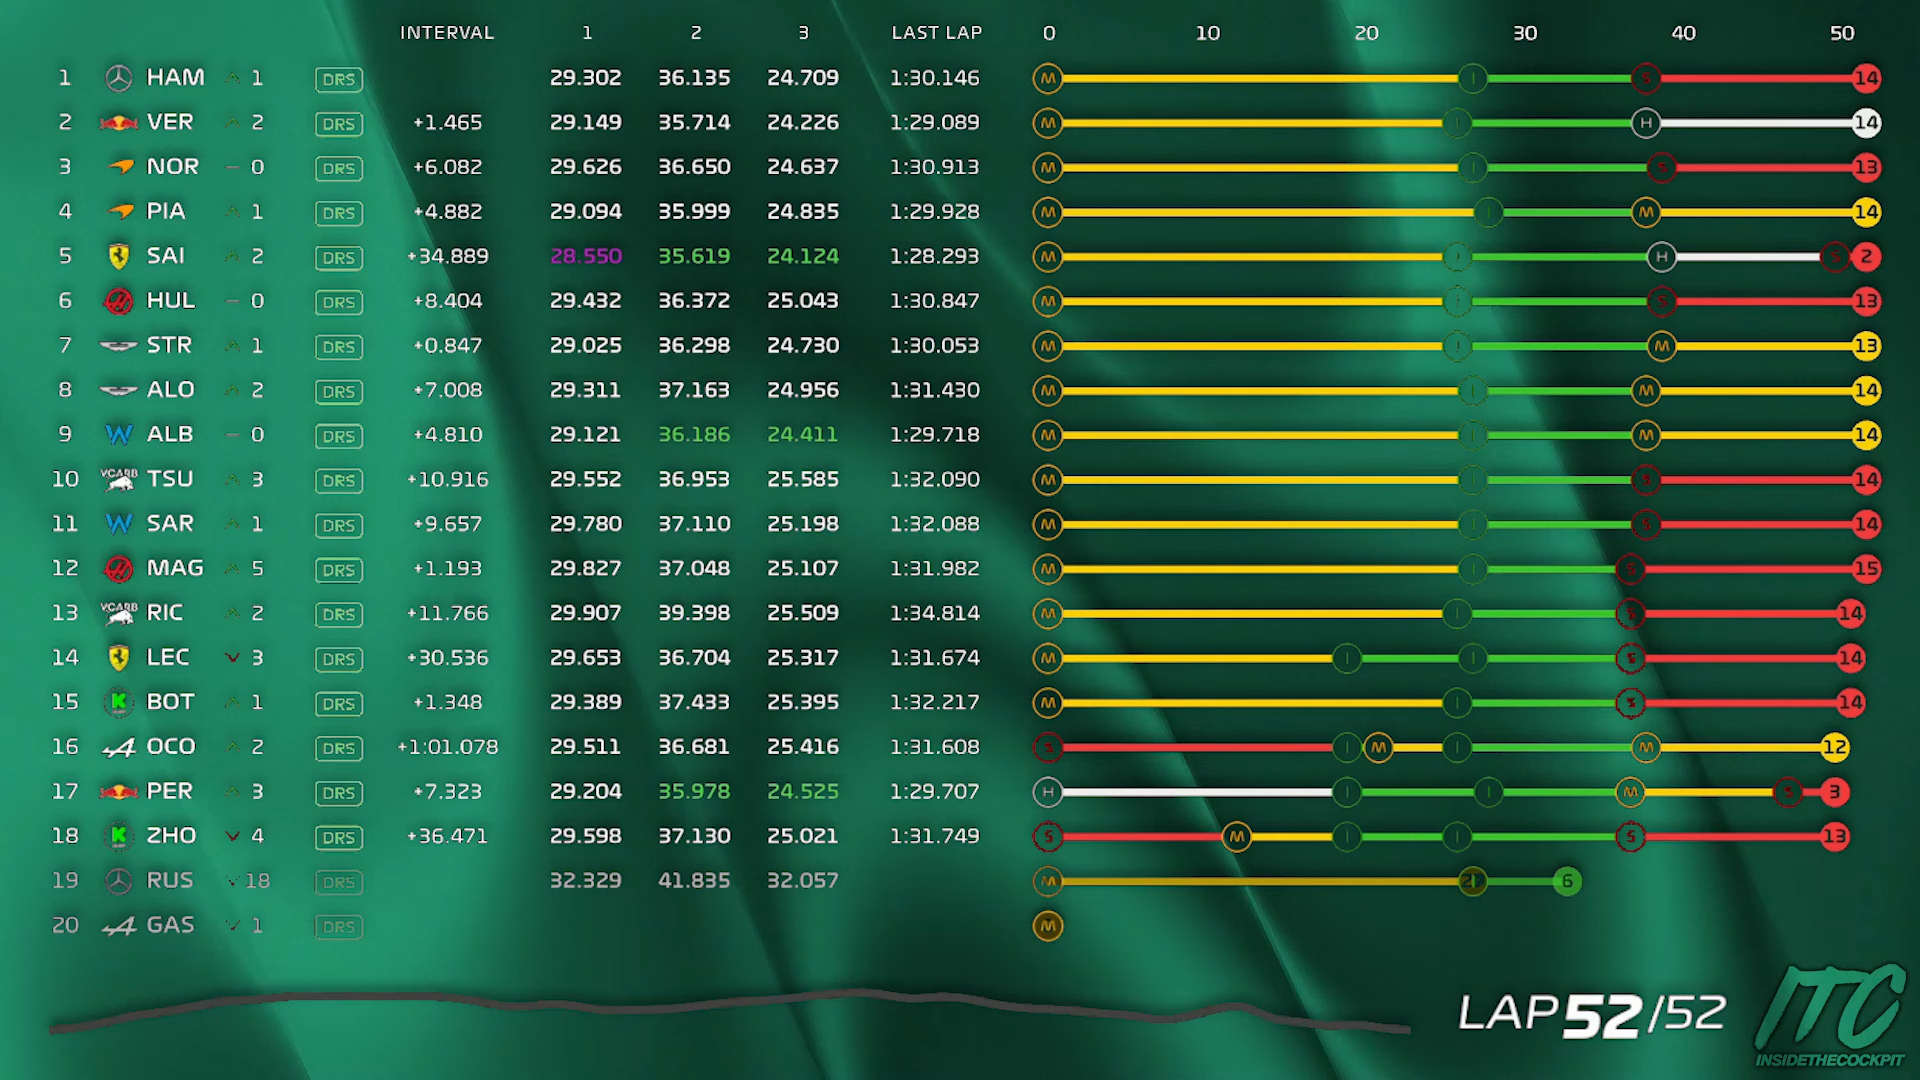 INTERVAL 1 2 3 LAST LAP 0 10 20 30 40 50
1 HAM 1 DRS 29.302 36.135 24.709 1:30.146 M I S 14
2 VER 2 DRS +1.465 29.149 35.714 24.226 1:29.089 M I H 14
3 NOR 0 DRS +6.082 29.626 36.650 24.637 1:30.913 M I S 13
4 PIA 1 DRS +4.882 29.094 35.999 24.835 1:29.928 M I M 14
5 SAI 2 DRS +34.889 28.550 35.619 24.124 1:28.293 M I H S 2
6 HUL 0 DRS +8.404 29.432 36.372 25.043 1:30.847 M I S 13
7 STR 1 DRS +0.847 29.025 36.298 24.730 1:30.053 M I M 13
8 ALO 2 DRS +7.008 29.311 37.163 24.956 1:31.430 M I M 14
9 ALB 0 DRS +4.810 29.121 36.186 24.411 1:29.718 M I M 14
10 VCARB TSU 3 DRS +10.916 29.552 36.953 25.585 1:32.090 M I S 14
11 SAR 1 DRS +9.657 29.780 37.110 25.198 1:32.088 M I S 14
12 MAG 5 DRS +1.193 29.827 37.048 25.107 1:31.982 M I S 15
13 VCARB RIC 2 DRS +11.766 29.907 39.398 25.509 1:34.814 M I S 14
14 LEC 3 DRS +30.536 29.653 36.704 25.317 1:31.674 M I I S 14
15 K BOT 1 DRS +1.348 29.389 37.433 25.395 1:32.217 M I S 14
16 OCO 2 DRS +1:01.078 29.511 36.681 25.416 1:31.608 S I M I M 12
17 PER 3 DRS +7.323 29.204 35.978 24.525 1:29.707 H I I M S 3
18 K ZHO 4 DRS +36.471 29.598 37.130 25.021 1:31.749 S M I I S 13
19 RUS 18 DRS 32.329 41.835 32.057 M 6
20 GAS 1 DRS M
LAP 52/52
ITC
INSIDETHECOCKPIT